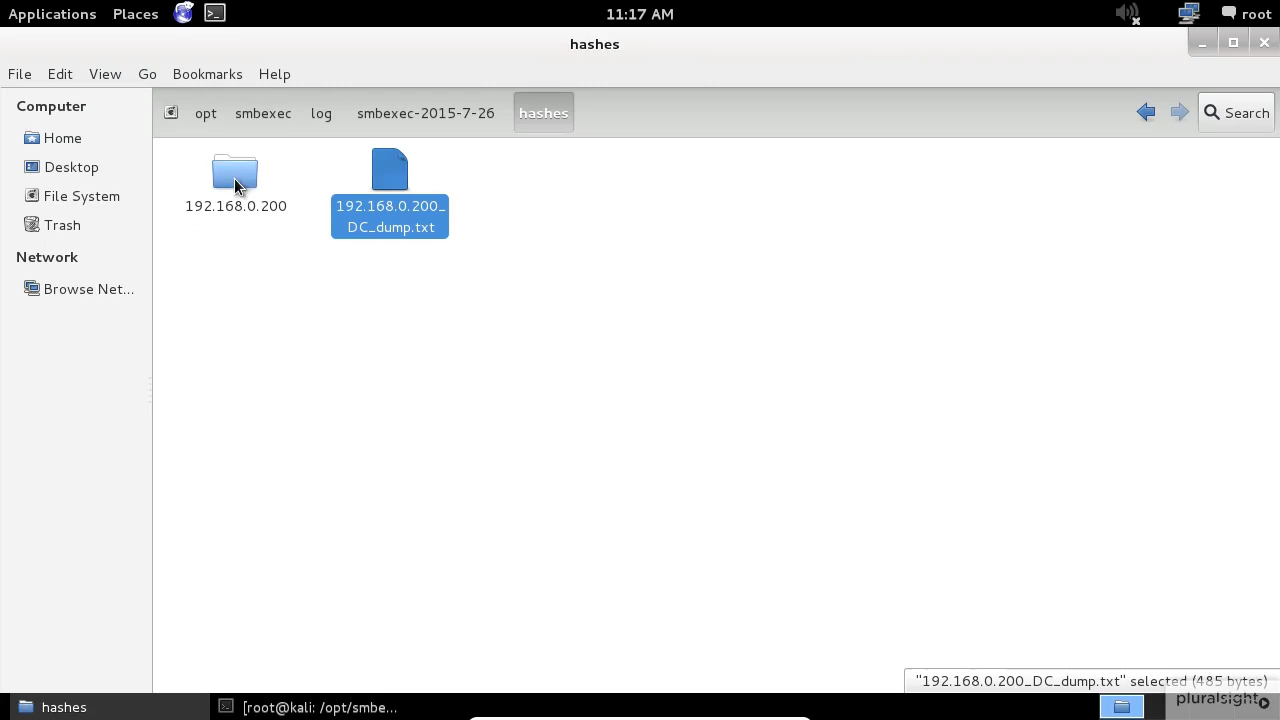 Applications Places 11:17 AM root
hashes
File Edit View Go Bookmarks Help
Computer
Home
Desktop
File System
Trash
Network
Browse Net...
opt smbexec log smbexec-2015-7-26 hashes Search
192.168.0.200
192.168.0.200_
DC_dump.txt
"192.168.0.200_DC_dump.txt" selected (485 bytes)
hashes [root@kali: /opt/smbe...
pluralsight